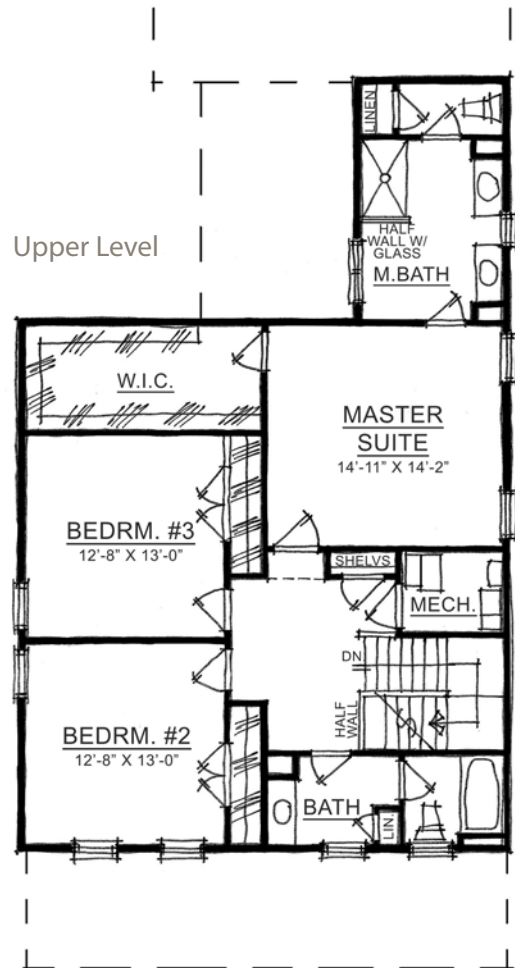 LINEN
Upper Level
HALF
WALL W/
GLASS
M.BATH
W.I.C.
MASTER
SUITE
14'-11" X 14'-2"
BEDRM. #3
12'-8" X 13'-0"
SHELVS
MECH.
DN
HALF
WALL
BEDRM. #2
12'-8" X 13'-0"
BATH
LIN.